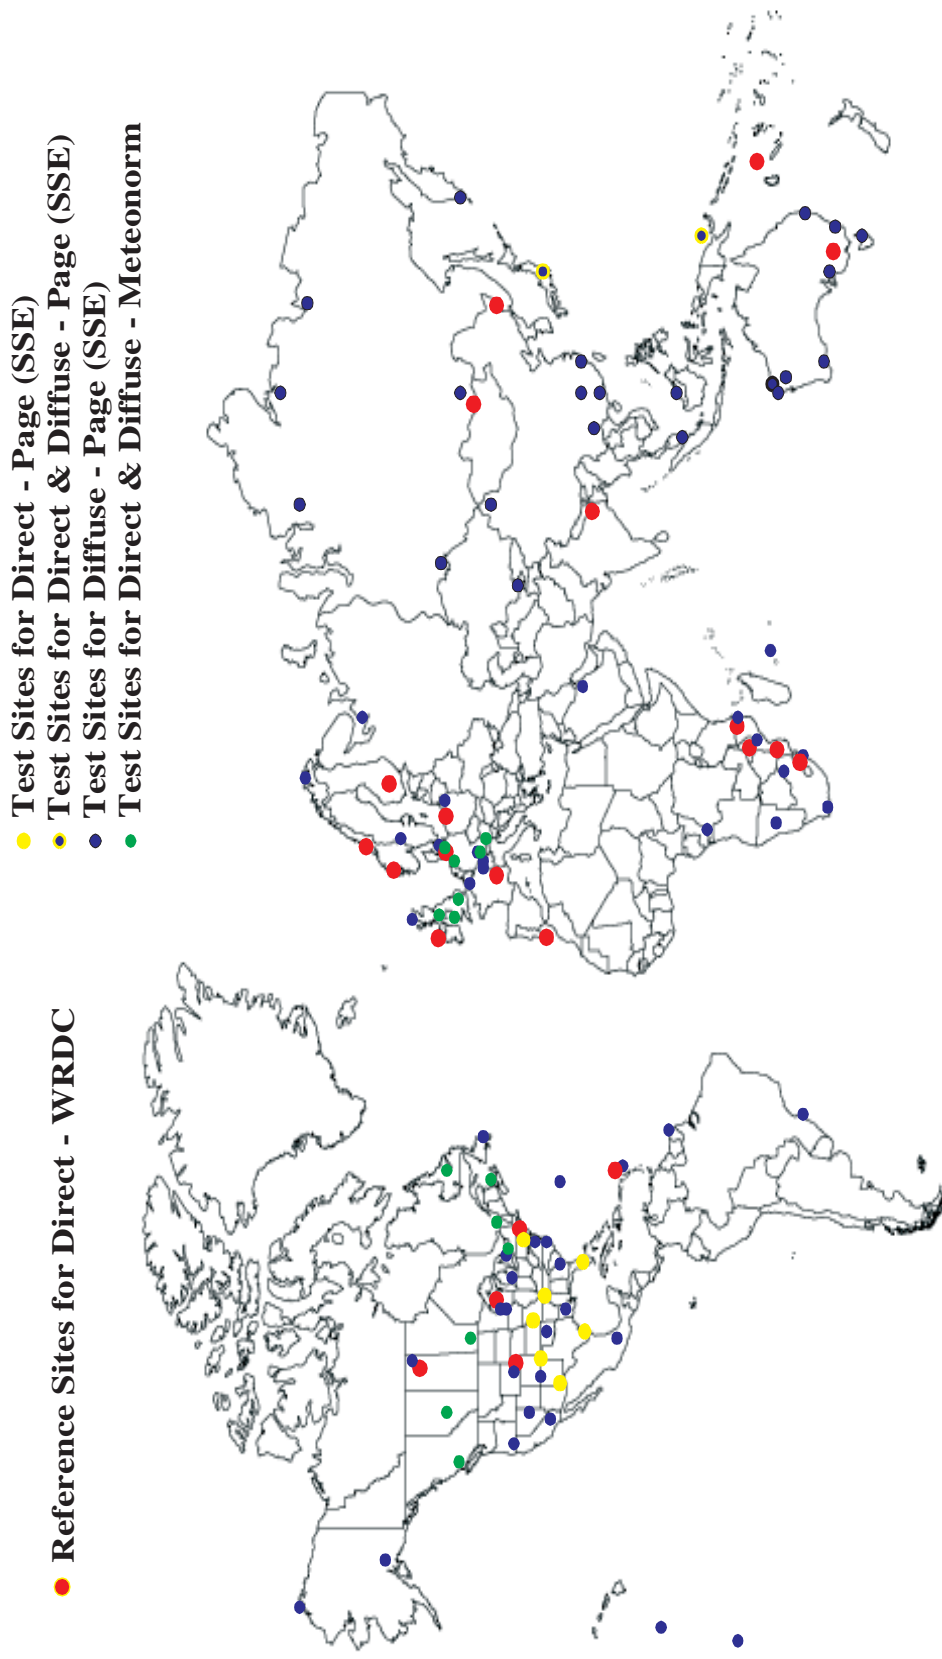 Reference Sites for Direct - WRDC
Test Sites for Direct - Page (SSE)
Test Sites for Direct & Diffuse - Page (SSE)
Test Sites for Diffuse - Page (SSE)
Test Sites for Direct & Diffuse - Meteonorm